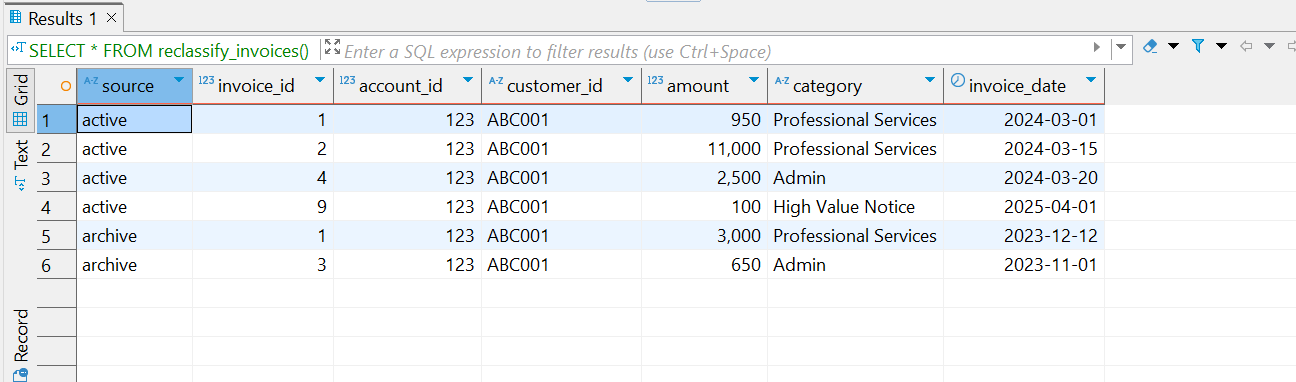 Results 1
SELECT * FROM reclassify_invoices() Enter a SQL expression to filter results (use Ctrl+Space)
Grid
Text
Record
A-Z source 123 invoice_id 123 account_id A-Z customer_id 123 amount A-Z category invoice_date
1 active 1 123 ABC001 950 Professional Services 2024-03-01
2 active 2 123 ABC001 11,000 Professional Services 2024-03-15
3 active 4 123 ABC001 2,500 Admin 2024-03-20
4 active 9 123 ABC001 100 High Value Notice 2025-04-01
5 archive 1 123 ABC001 3,000 Professional Services 2023-12-12
6 archive 3 123 ABC001 650 Admin 2023-11-01